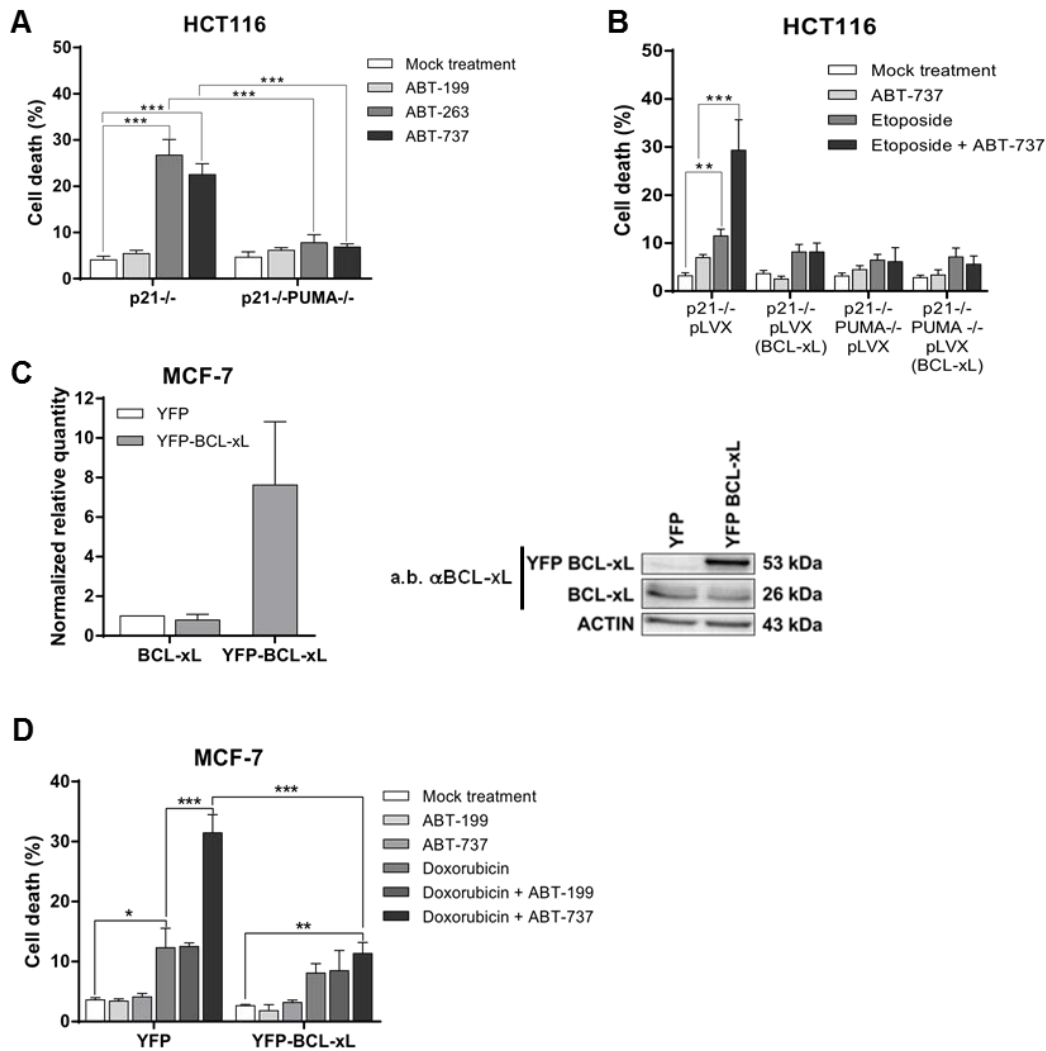 A
HCT116
Cell death (%)
50
40
30
20
10
0
***
***
***
***
Mock treatment
ABT-199
ABT-263
ABT-737
p21-/-
p21-/-PUMA-/-
B
HCT116
Cell death (%)
50
40
30
20
10
0
***
**
Mock treatment
ABT-737
Etoposide
Etoposide + ABT-737
p21-/-
pLVX
p21-/-
pLVX
(BCL-xL)
p21-/-
PUMA-/-
pLVX
p21-/-
PUMA -/-
pLVX
(BCL-xL)
C
MCF-7
Normalized relative quantity
12
10
8
6
4
2
0
YFP
YFP-BCL-xL
BCL-xL
YFP-BCL-xL
YFP
YFP BCL-xL
a.b. αBCL-xL
YFP BCL-xL
53 kDa
BCL-xL
26 kDa
ACTIN
43 kDa
D
MCF-7
Cell death (%)
40
30
20
10
0
*
***
***
**
Mock treatment
ABT-199
ABT-737
Doxorubicin
Doxorubicin + ABT-199
Doxorubicin + ABT-737
YFP
YFP-BCL-xL